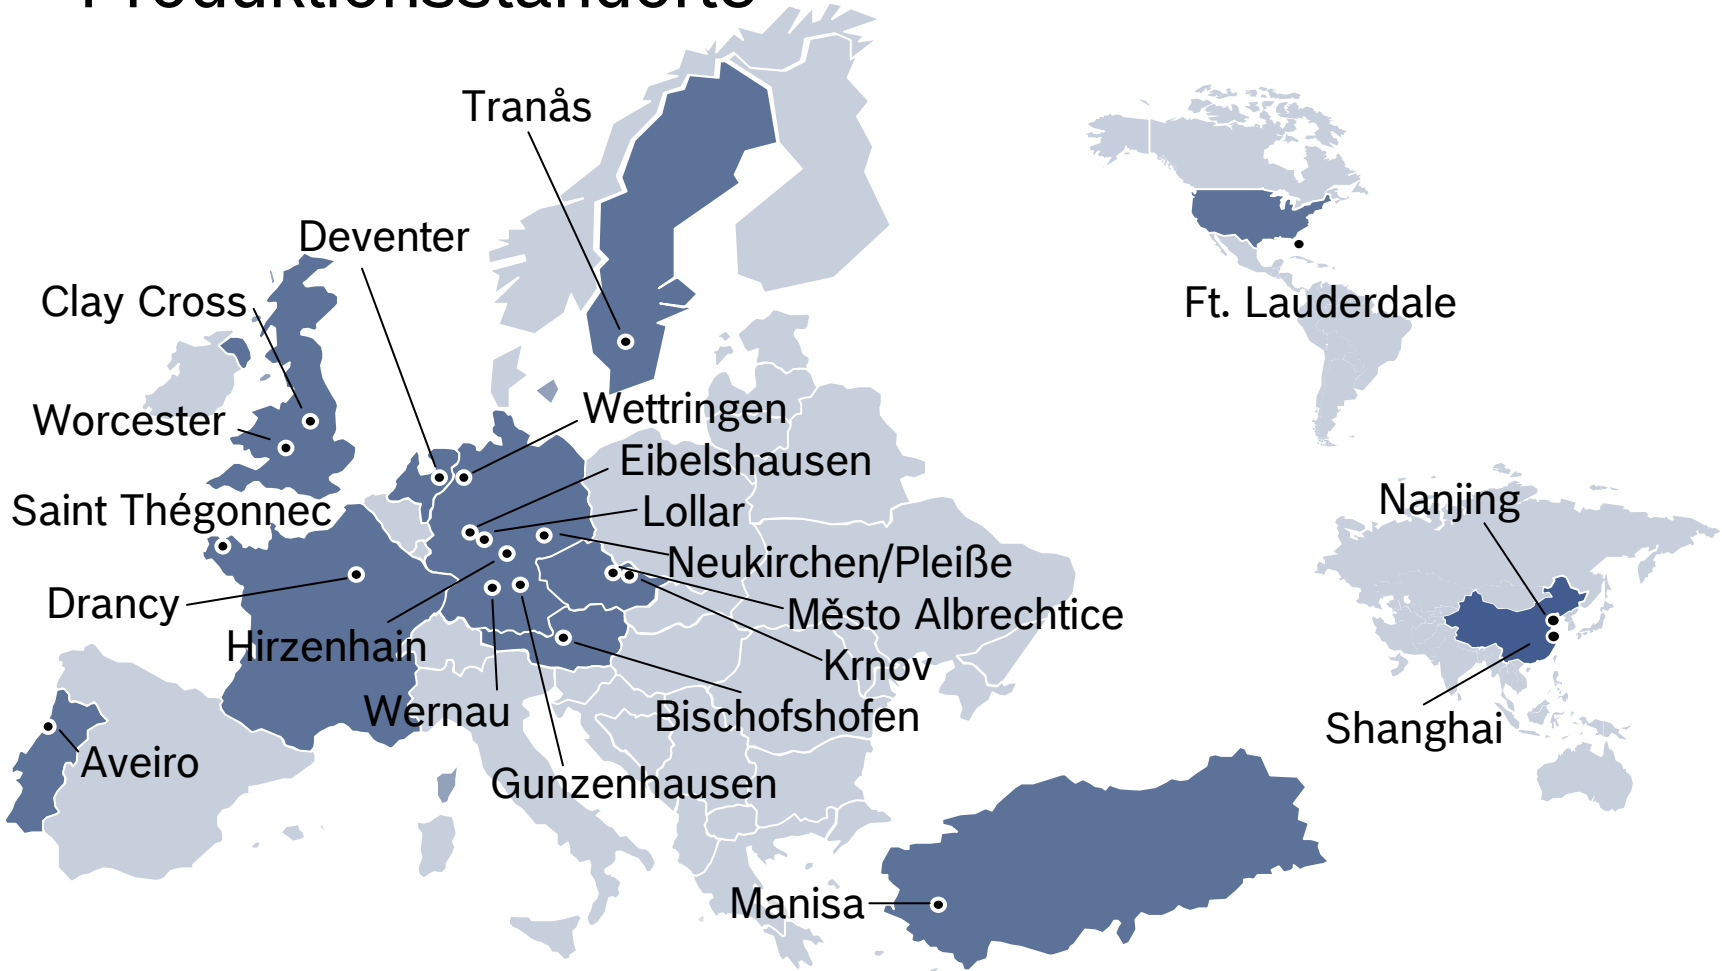 Produktionsstandorte
Tranås
Deventer
Clay Cross
Ft. Lauderdale
Worcester
Wettringen
Eibelshausen
Nanjing
Saint Thégonnec
Lollar
Neukirchen/Pleiße
Drancy
Město Albrechtice
Hirzenhain
Krnov
Wernau
Bischofshofen
Shanghai
Aveiro
Gunzenhausen
Manisa